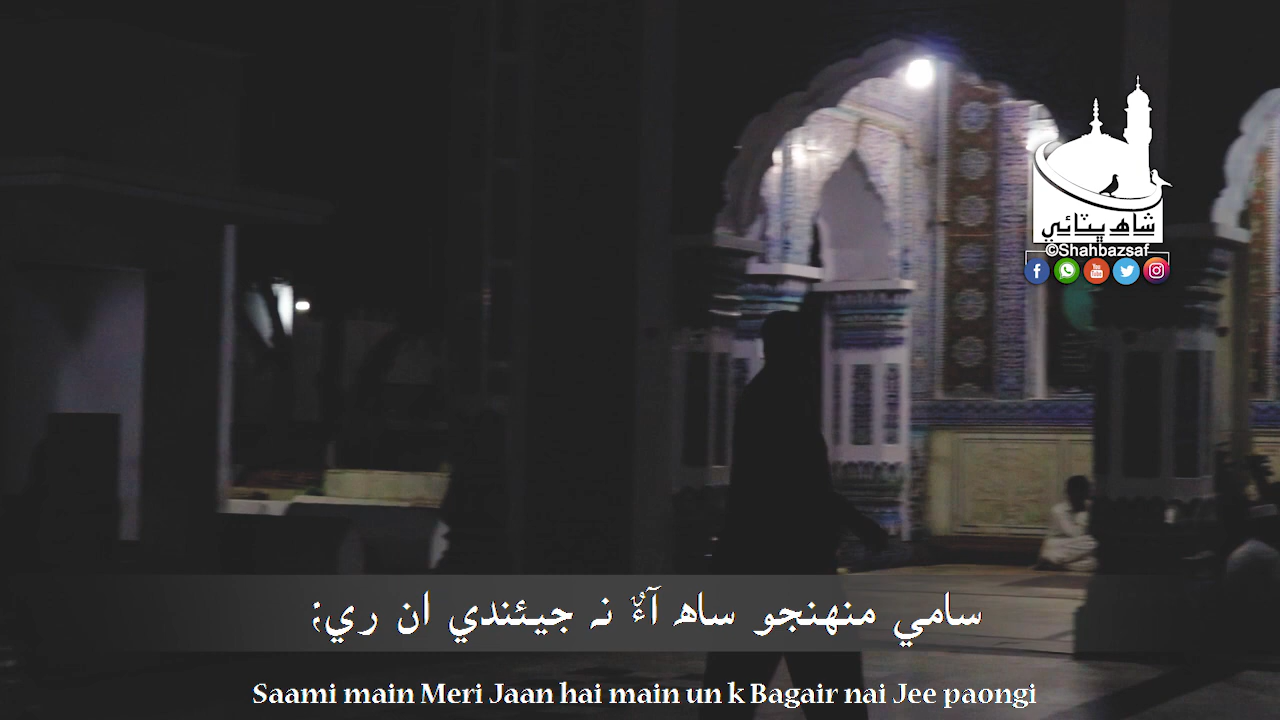 شاهه ڀٽائي
©Shahbazsaf
سامي منهنجو ساهه آءٌ نہ جيئندي ان ري؛
Saami main Meri Jaan hai main un k Bagair nai Jee paongi